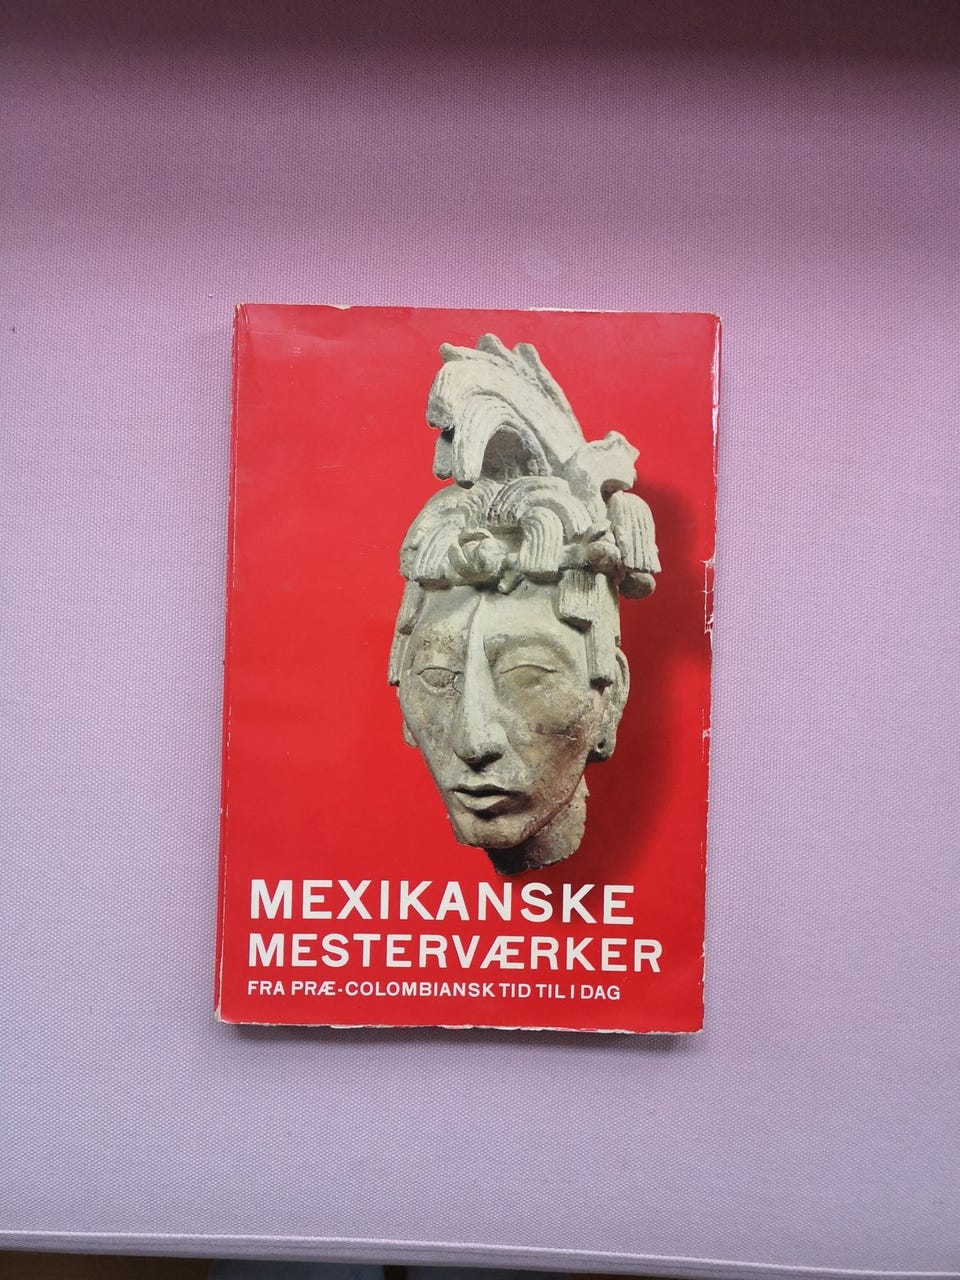 MEXIKANSKE
MESTERVÆRKER
FRA PRÆ-COLOMBIANSK TID TIL I DAG